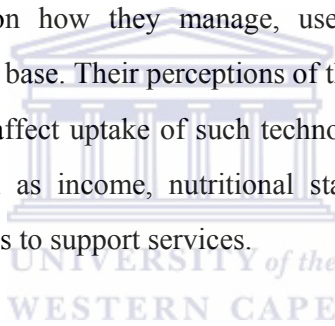 on how they manage, use
base. Their perceptions of t
affect uptake of such techno
as income, nutritional sta
s to support services.
UNIVERSITY of the
WESTERN CAPE